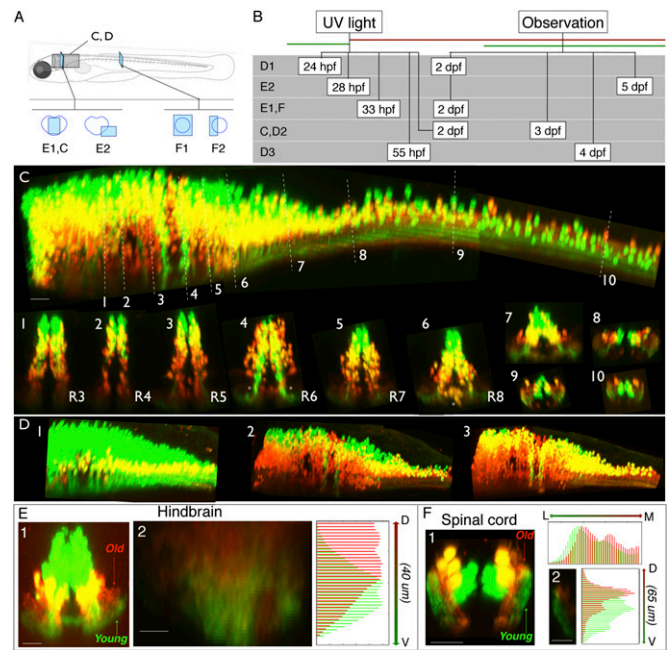 A
C, D
E1,C E2 F1 F2
B
UV light Observation
D1 24 hpf 2 dpf
E2 28 hpf 5 dpf
E1,F 33 hpf 2 dpf
C,D2 2 dpf 3 dpf
D3 55 hpf 4 dpf
C
1 2 3 4 5 6 7 8 9 10
1 R3 2 R4 3 R5 4 R6 5 R7 6 R8 7 8
9 10
D
1 2 3
E Hindbrain
1 2
Old
Young
D
(40 um)
V
F Spinal cord
1
Old
Young
L M
2
D
(65 um)
V